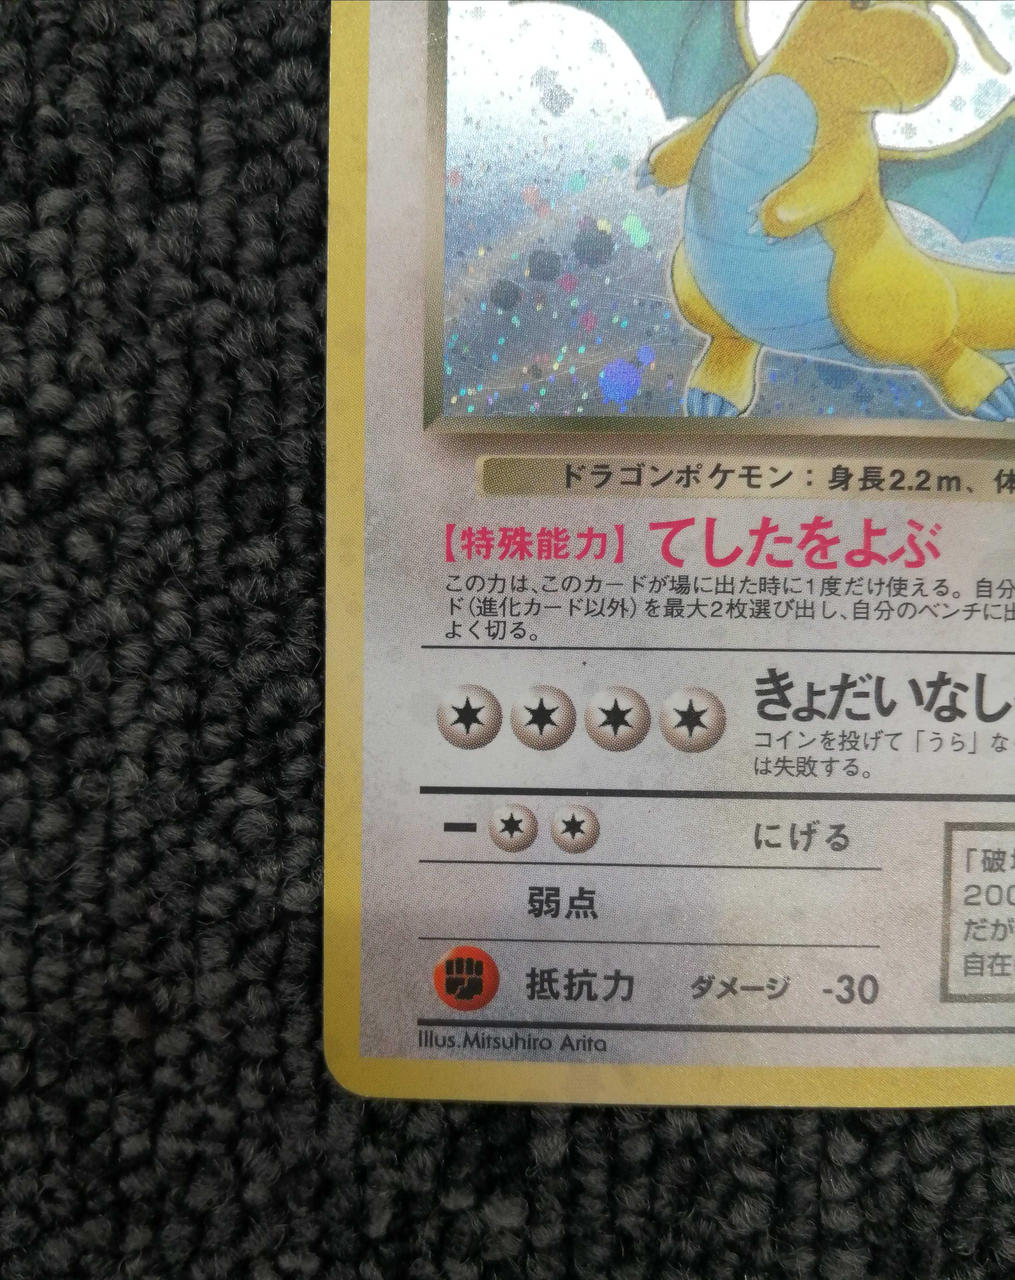 ドラゴンポケモン：身長2.2m、体
【特殊能力】てしたをよぶ
この力は、このカードが場に出た時に1度だけ使える。自分
ド（進化カード以外）を最大2枚選び出し、自分のベンチに出
よく切る。
きょだいなし
コインを投げて「うら」な
は失敗する。
にげる
弱点
抵抗力 ダメージ -30
「破
200
だが
自在
Illus.Mitsuhiro Arita